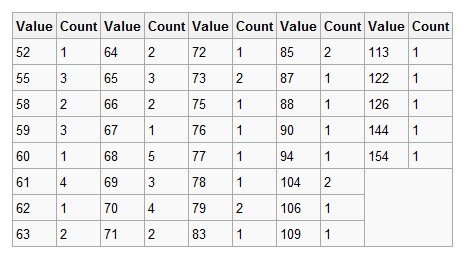 Value Count Value Count Value Count Value Count Value Count
52 1 64 2 72 1 85 2 113 1
55 3 65 3 73 2 87 1 122 1
58 2 66 2 75 1 88 1 126 1
59 3 67 1 76 1 90 1 144 1
60 1 68 5 77 1 94 1 154 1
61 4 69 3 78 1 104 2
62 1 70 4 79 2 106 1
63 2 71 2 83 1 109 1